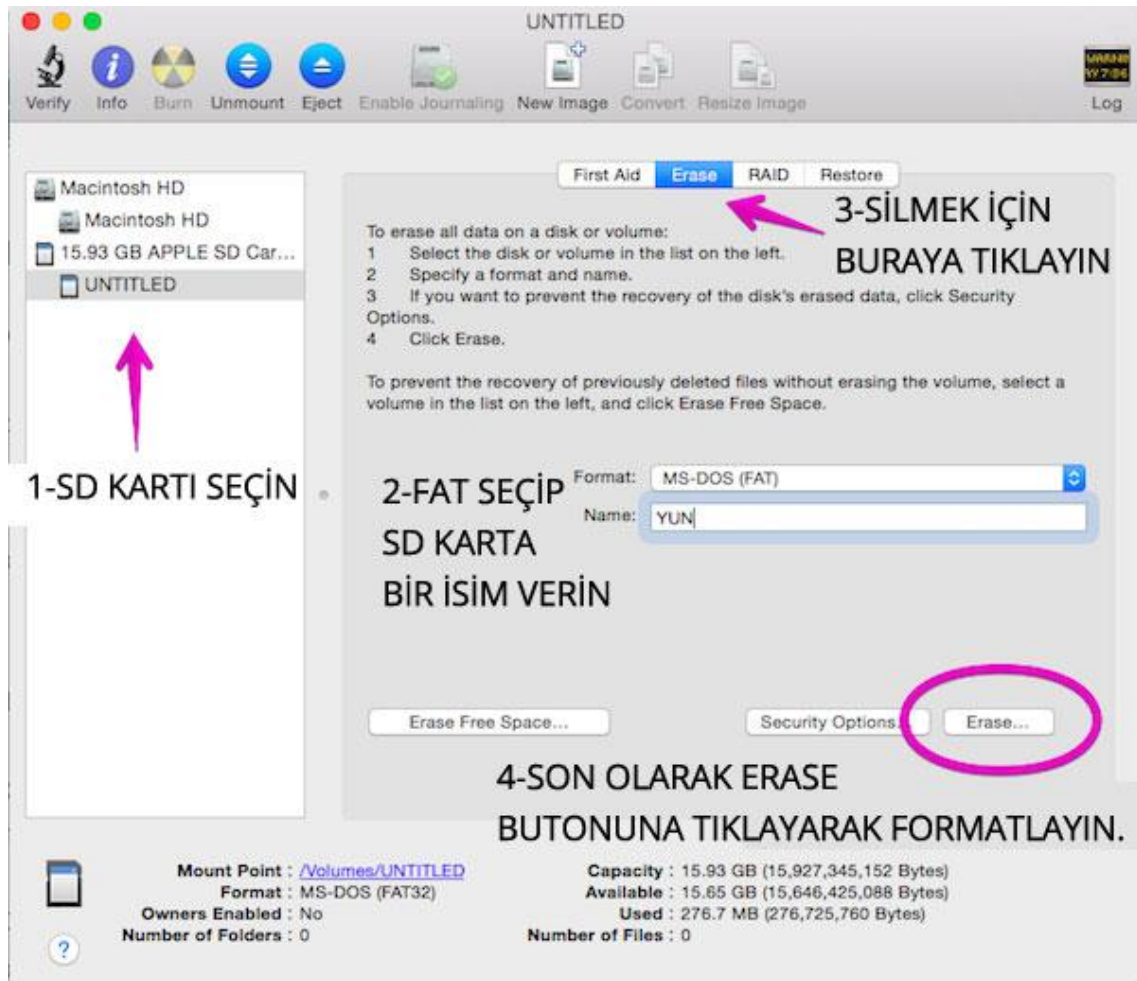 UNTITLED
Verify Info Burn Unmount Eject Enable Journaling New Image Convert Resize Image Log
WARNING
Macintosh HD
Macintosh HD
15.93 GB APPLE SD Car...
UNTITLED
1-SD KARTI SEÇİN
First Aid Erase RAID Restore
3-SİLMEK İÇİN
BURAYA TIKLAYIN
To erase all data on a disk or volume:
1 Select the disk or volume in the list on the left.
2 Specify a format and name.
3 If you want to prevent the recovery of the disk's erased data, click Security
Options.
4 Click Erase.
To prevent the recovery of previously deleted files without erasing the volume, select a
volume in the list on the left, and click Erase Free Space.
2-FAT SEÇİP
SD KARTA
BİR İSİM VERİN
Format: MS-DOS (FAT)
Name: YUN
Erase Free Space... Security Options... Erase...
4-SON OLARAK ERASE
BUTONUNA TIKLAYARAK FORMATLAYIN.
Mount Point : /Volumes/UNTITLED
Format : MS-DOS (FAT32)
Owners Enabled : No
Number of Folders : 0
Capacity : 15.93 GB (15,927,345,152 Bytes)
Available : 15.65 GB (15,646,425,088 Bytes)
Used : 276.7 MB (276,725,760 Bytes)
Number of Files : 0
?